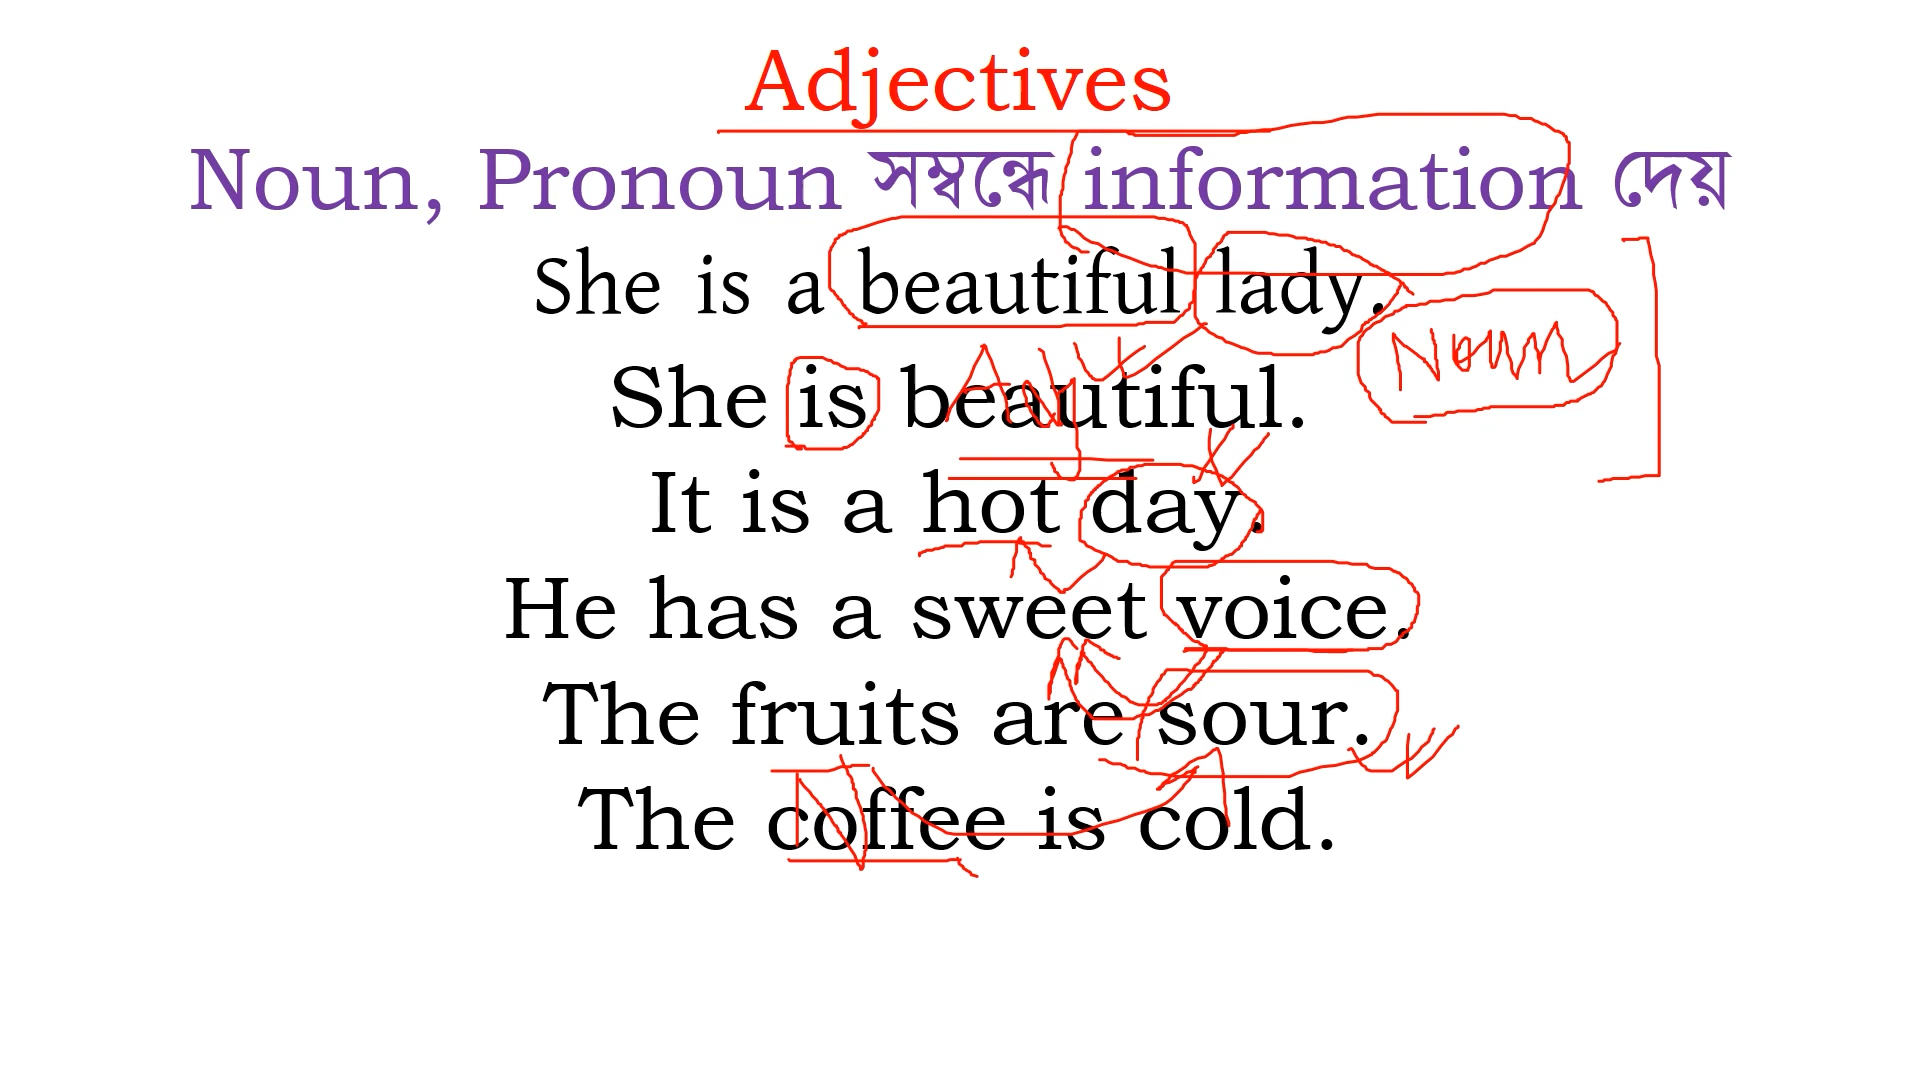 Adjectives
Noun, Pronoun সম্বন্ধে information দেয়
She is a beautiful lady.
Noun
She is beautiful.
Adj
It is a hot day.
He has a sweet voice.
The fruits are sour.
The coffee is cold.
N